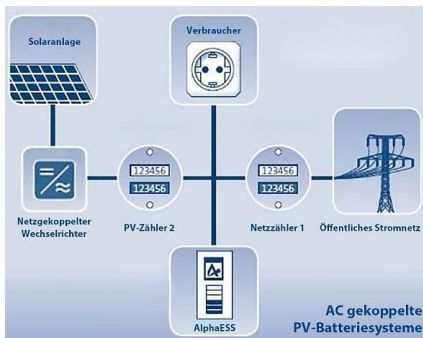 Solaranlage
Verbraucher
123456
123456
123456
123456
Netzgekoppelter
Wechselrichter
PV-Zähler 2
Netzzähler 1
Öffentliches Stromnetz
AlphaESS
AC gekoppelte
PV-Batteriesysteme